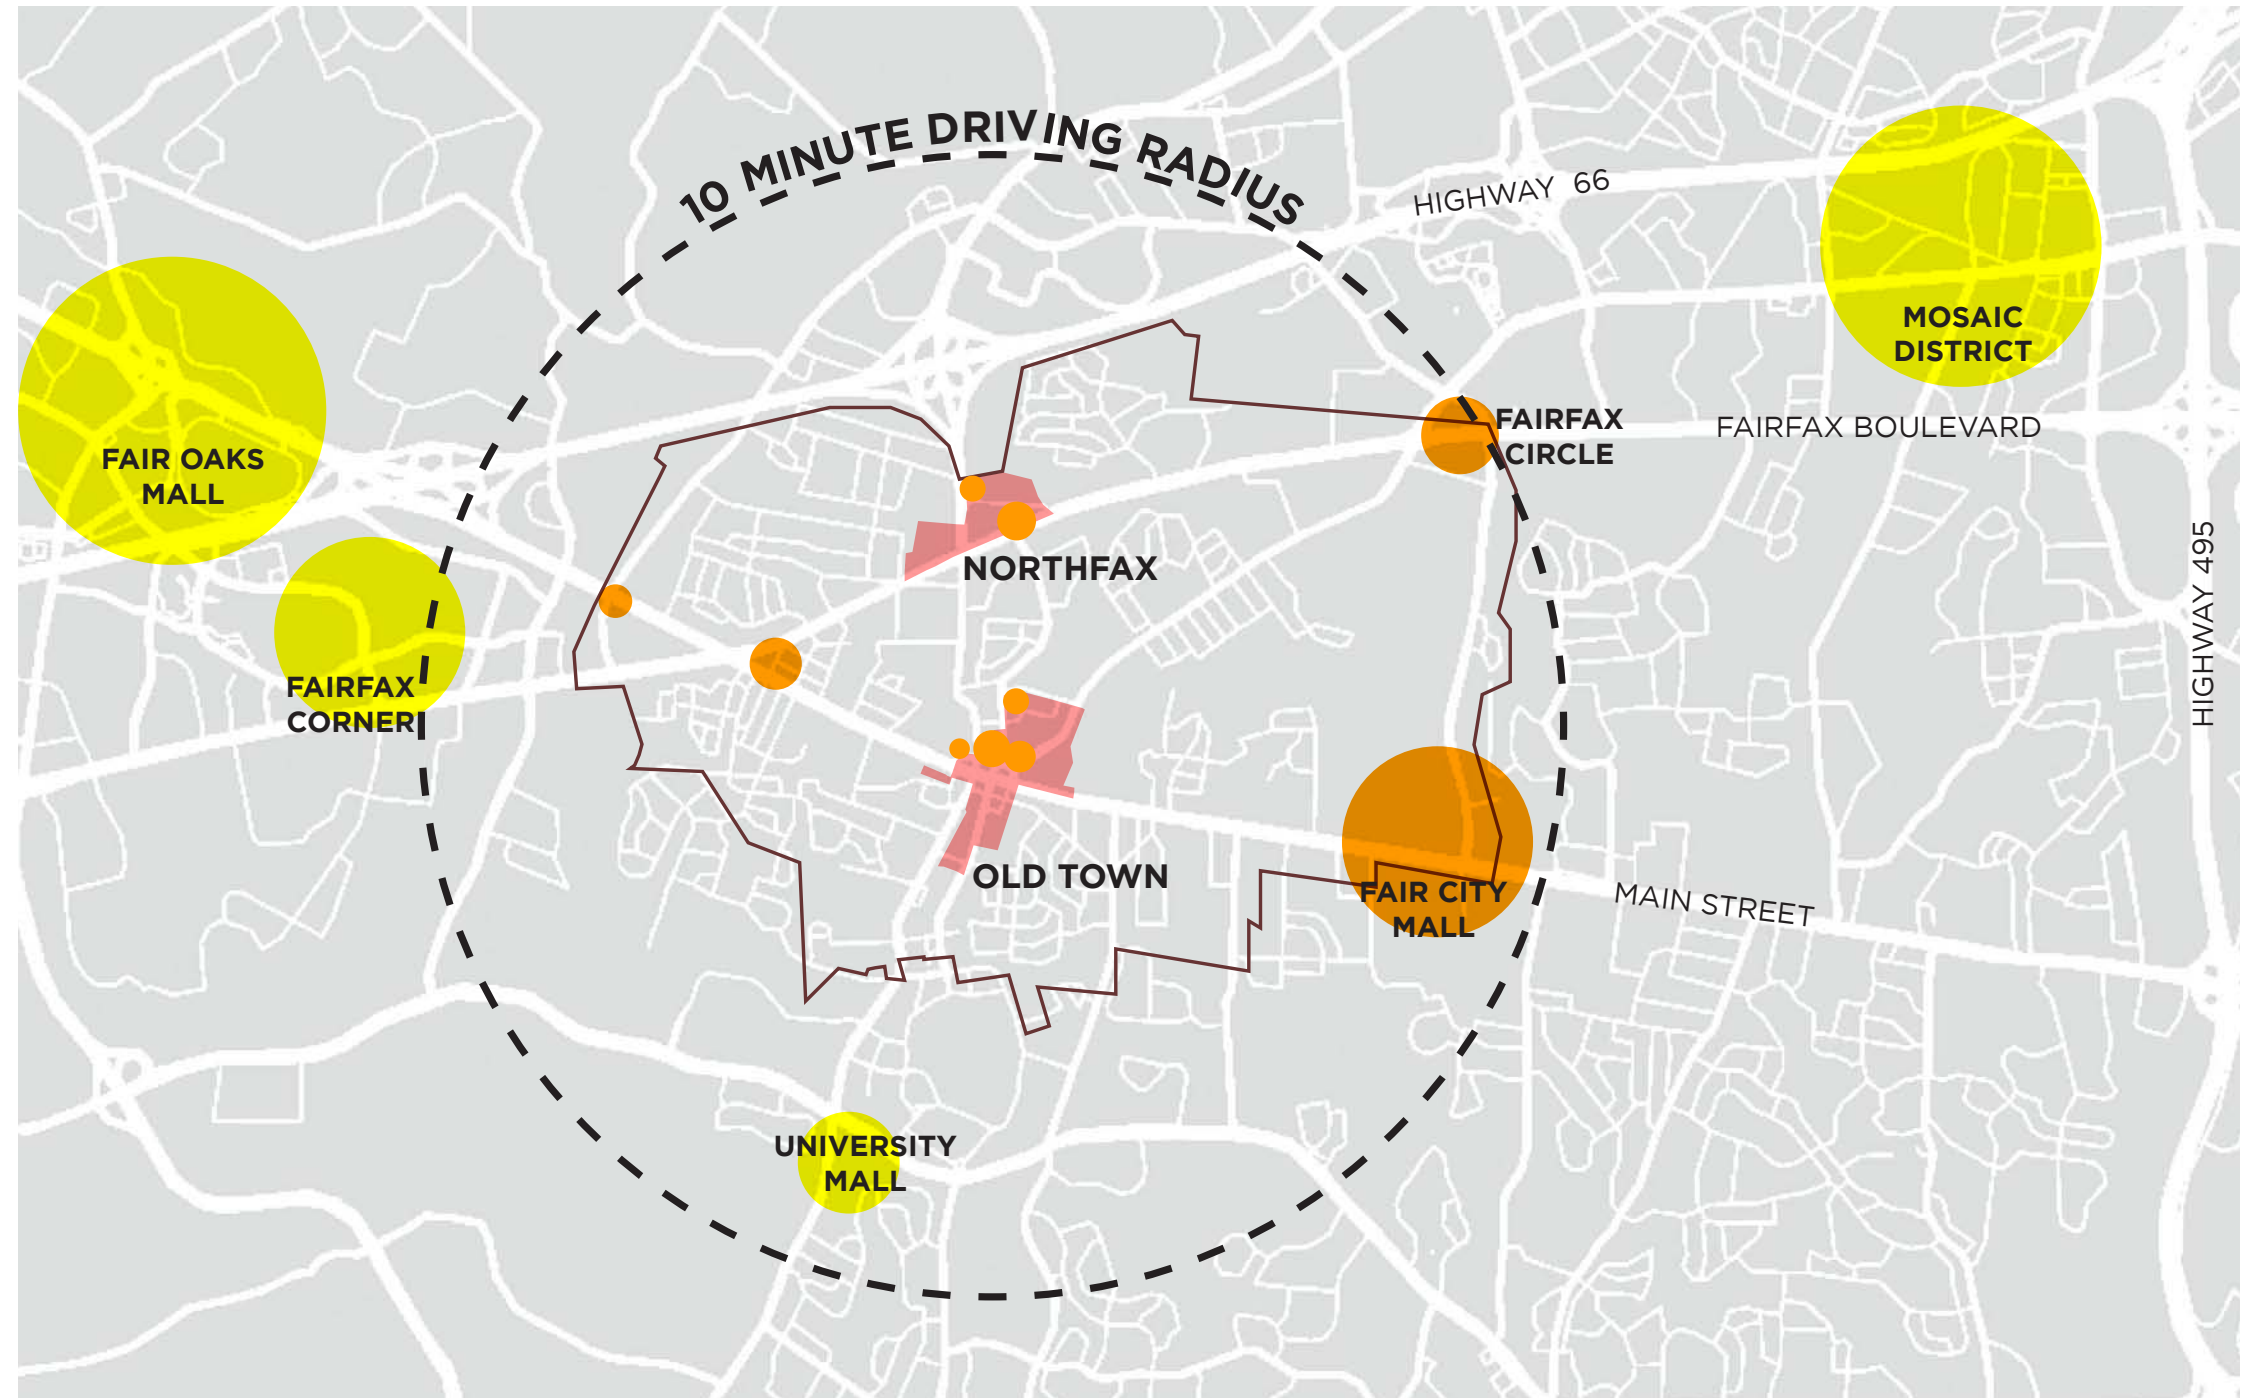 10 MINUTE DRIVING RADIUS
HIGHWAY 66
MOSAIC
DISTRICT
FAIRFAX
CIRCLE
FAIRFAX BOULEVARD
FAIR OAKS
MALL
HIGHWAY 495
NORTHFAX
FAIRFAX
CORNER
OLD TOWN
FAIR CITY
MALL
MAIN STREET
UNIVERSITY
MALL